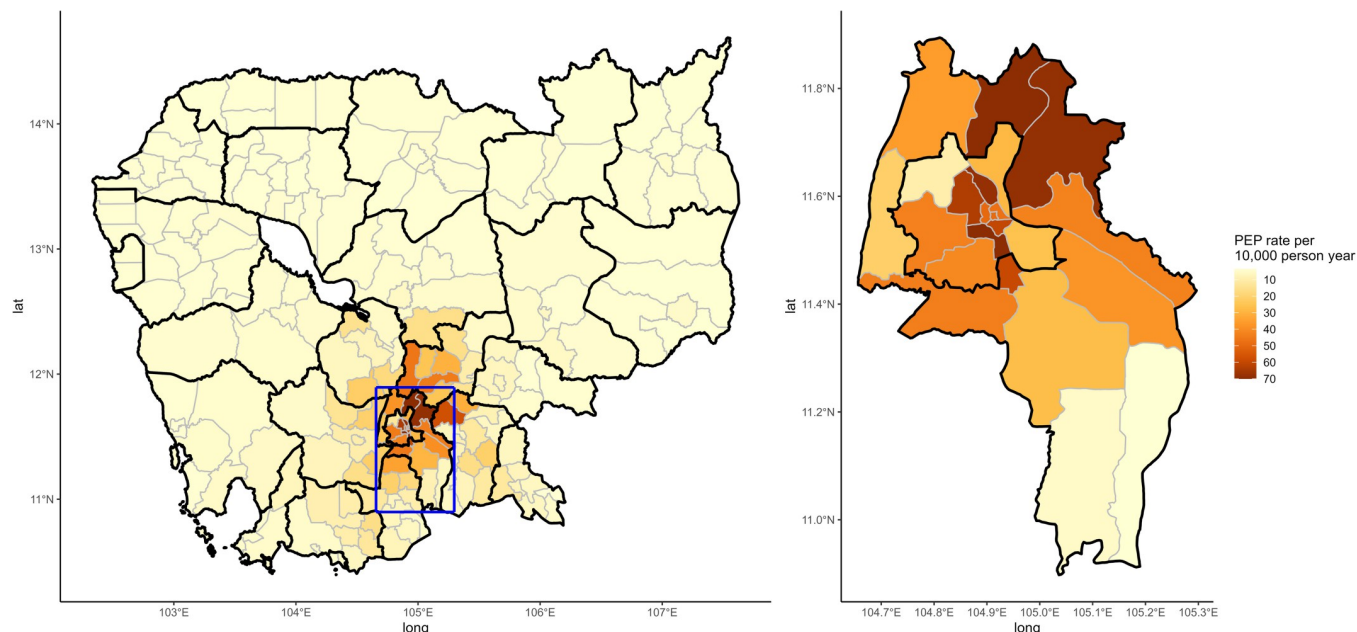 14°N
13°N
12°N
11°N
lat
103°E
104°E
105°E
106°E
107°E
long
11.8°N
11.6°N
11.4°N
11.2°N
11.0°N
lat
104.7°E
104.8°E
104.9°E
105.0°E
105.1°E
105.2°E
105.3°E
long
PEP rate per
10,000 person year
10
20
30
40
50
60
70